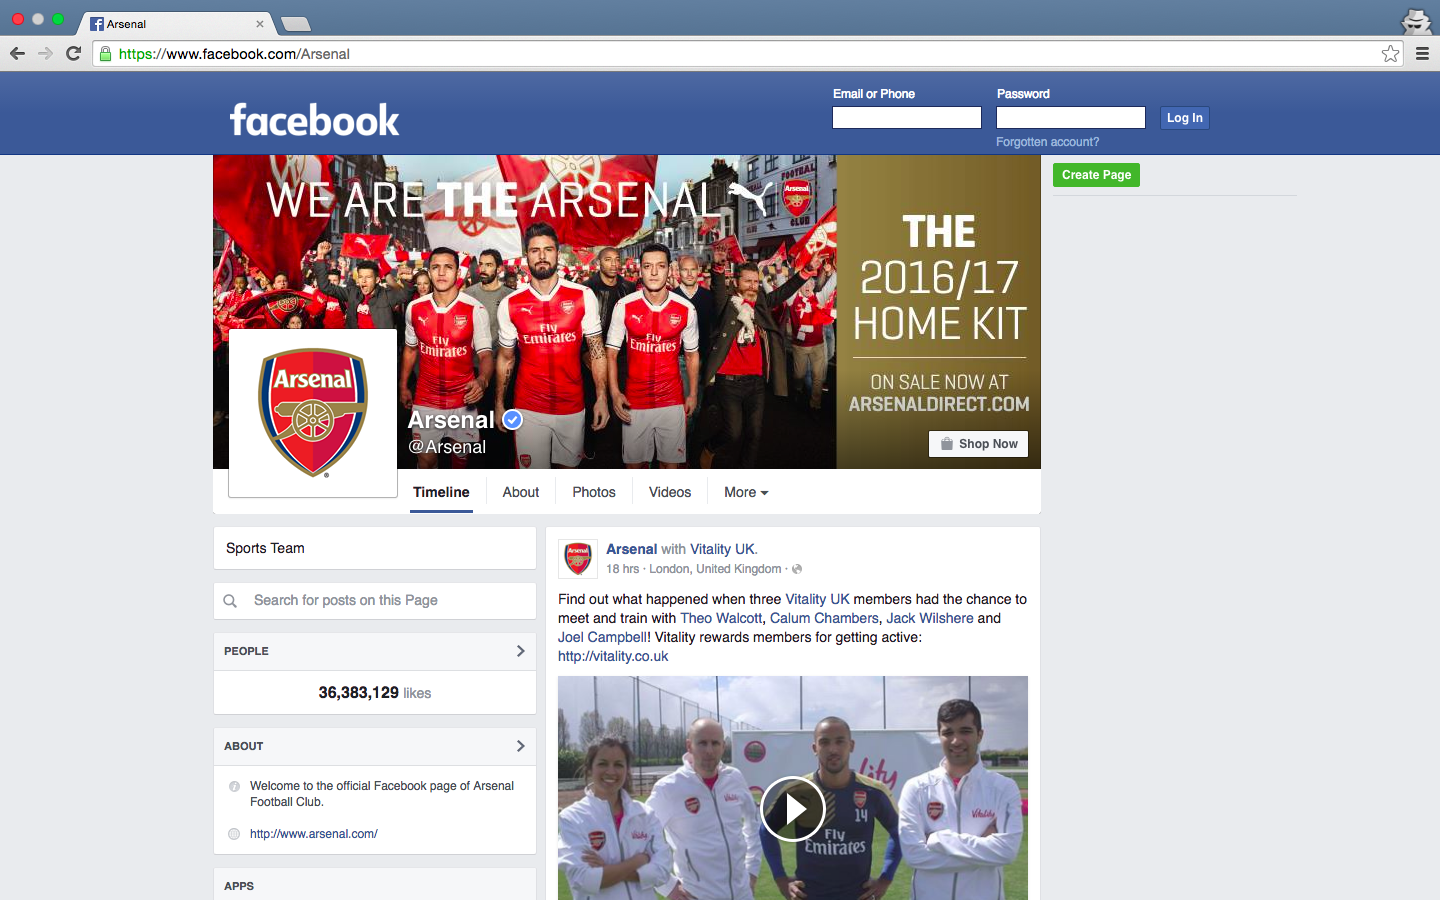 Arsenal
https://www.facebook.com/Arsenal
facebook
Email or Phone
Password
Log In
Forgotten account?
Create Page
WE ARE THE ARSENAL
FOOTBALL
CLUB
Arsenal
THE
2016/17
HOME KIT
ON SALE NOW AT
ARSENALDIRECT.COM
Fly
Emirates
Fly
Emirates
Fly
Emirates
Arsenal
Arsenal
@Arsenal
Shop Now
Timeline
About
Photos
Videos
More
Sports Team
Search for posts on this Page
PEOPLE
36,383,129 likes
ABOUT
Welcome to the official Facebook page of Arsenal
Football Club.
http://www.arsenal.com/
APPS
Arsenal
Arsenal with Vitality UK.
18 hrs · London, United Kingdom ·
Find out what happened when three Vitality UK members had the chance to
meet and train with Theo Walcott, Calum Chambers, Jack Wilshere and
Joel Campbell! Vitality rewards members for getting active:
http://vitality.co.uk
Vitality
Vitality
14
Fly
Emirates
Vitality